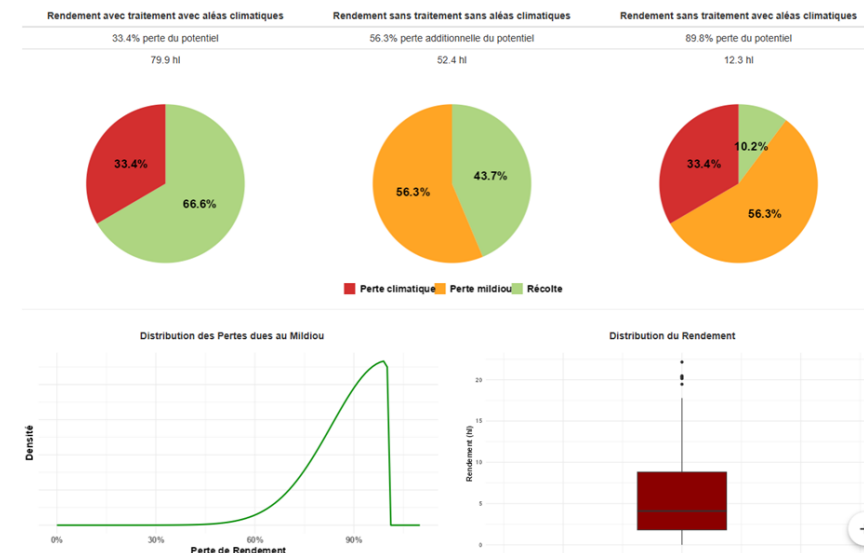 Rendement avec traitement avec aléas climatiques
Rendement sans traitement sans aléas climatiques
Rendement sans traitement avec aléas climatiques
33.4% perte du potentiel
56.3% perte additionnelle du potentiel
89.8% perte du potentiel
79.9 hl
52.4 hl
12.3 hl
33.4%
66.6%
56.3%
43.7%
10.2%
33.4%
56.3%
Perte climatique
Perte mildiou
Récolte
Distribution des Pertes dues au Mildiou
Densité
0%
30%
60%
90%
Perte de Rendement
Distribution du Rendement
Rendement (hl)
20
15
10
5
0